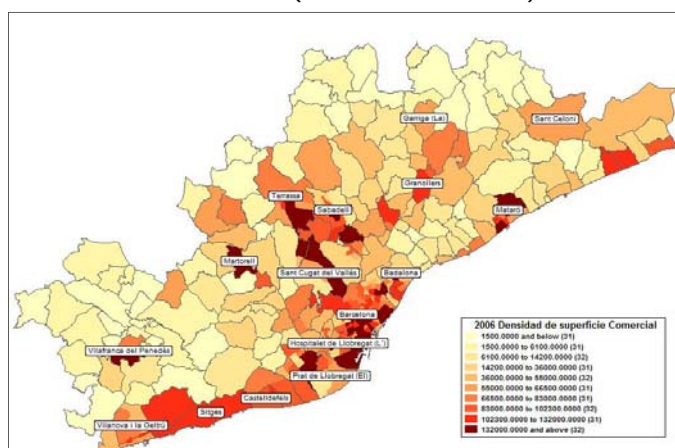 Garriga (La)
Sant Celoni
Granollers
Terrassa
Sabadell
Mataró
Martorell
Sant Cugat del Vallés
Badalona
Barcelona
Hospitalet de Llobregat (L')
Vilafranca del Penedès
Prat de Llobregat (El)
Castelldefels
Sitges
Vilanova i la Geltrú
2006 Densidad de superficie Comercial
1500.0000 and below (31)
1500.0000 to 6100.0000 (31)
6100.0000 to 14200.0000 (32)
14200.0000 to 36000.0000 (31)
36000.0000 to 55000.0000 (32)
55000.0000 to 66500.0000 (31)
66500.0000 to 83000.0000 (31)
83000.0000 to 102300.0000 (32)
102300.0000 to 132000.0000 (31)
132000.0000 and above (32)